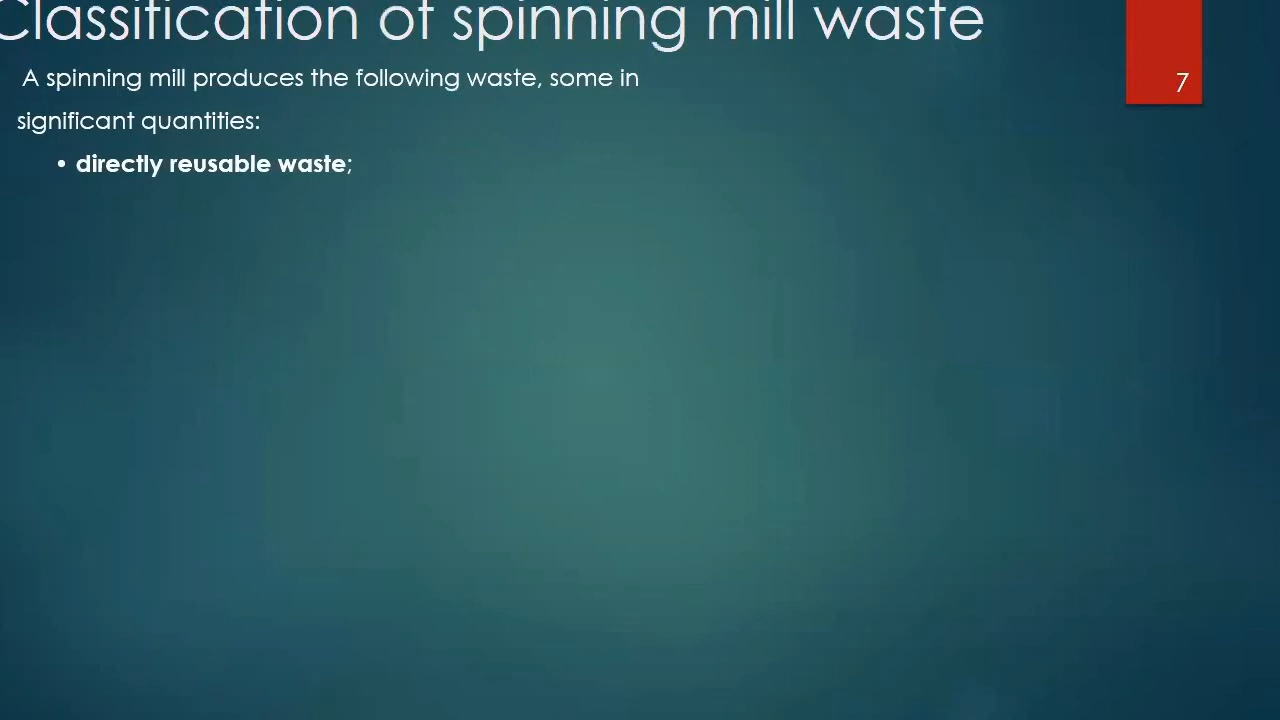 Classification of spinning mill waste
7
A spinning mill produces the following waste, some in
significant quantities:
• directly reusable waste;